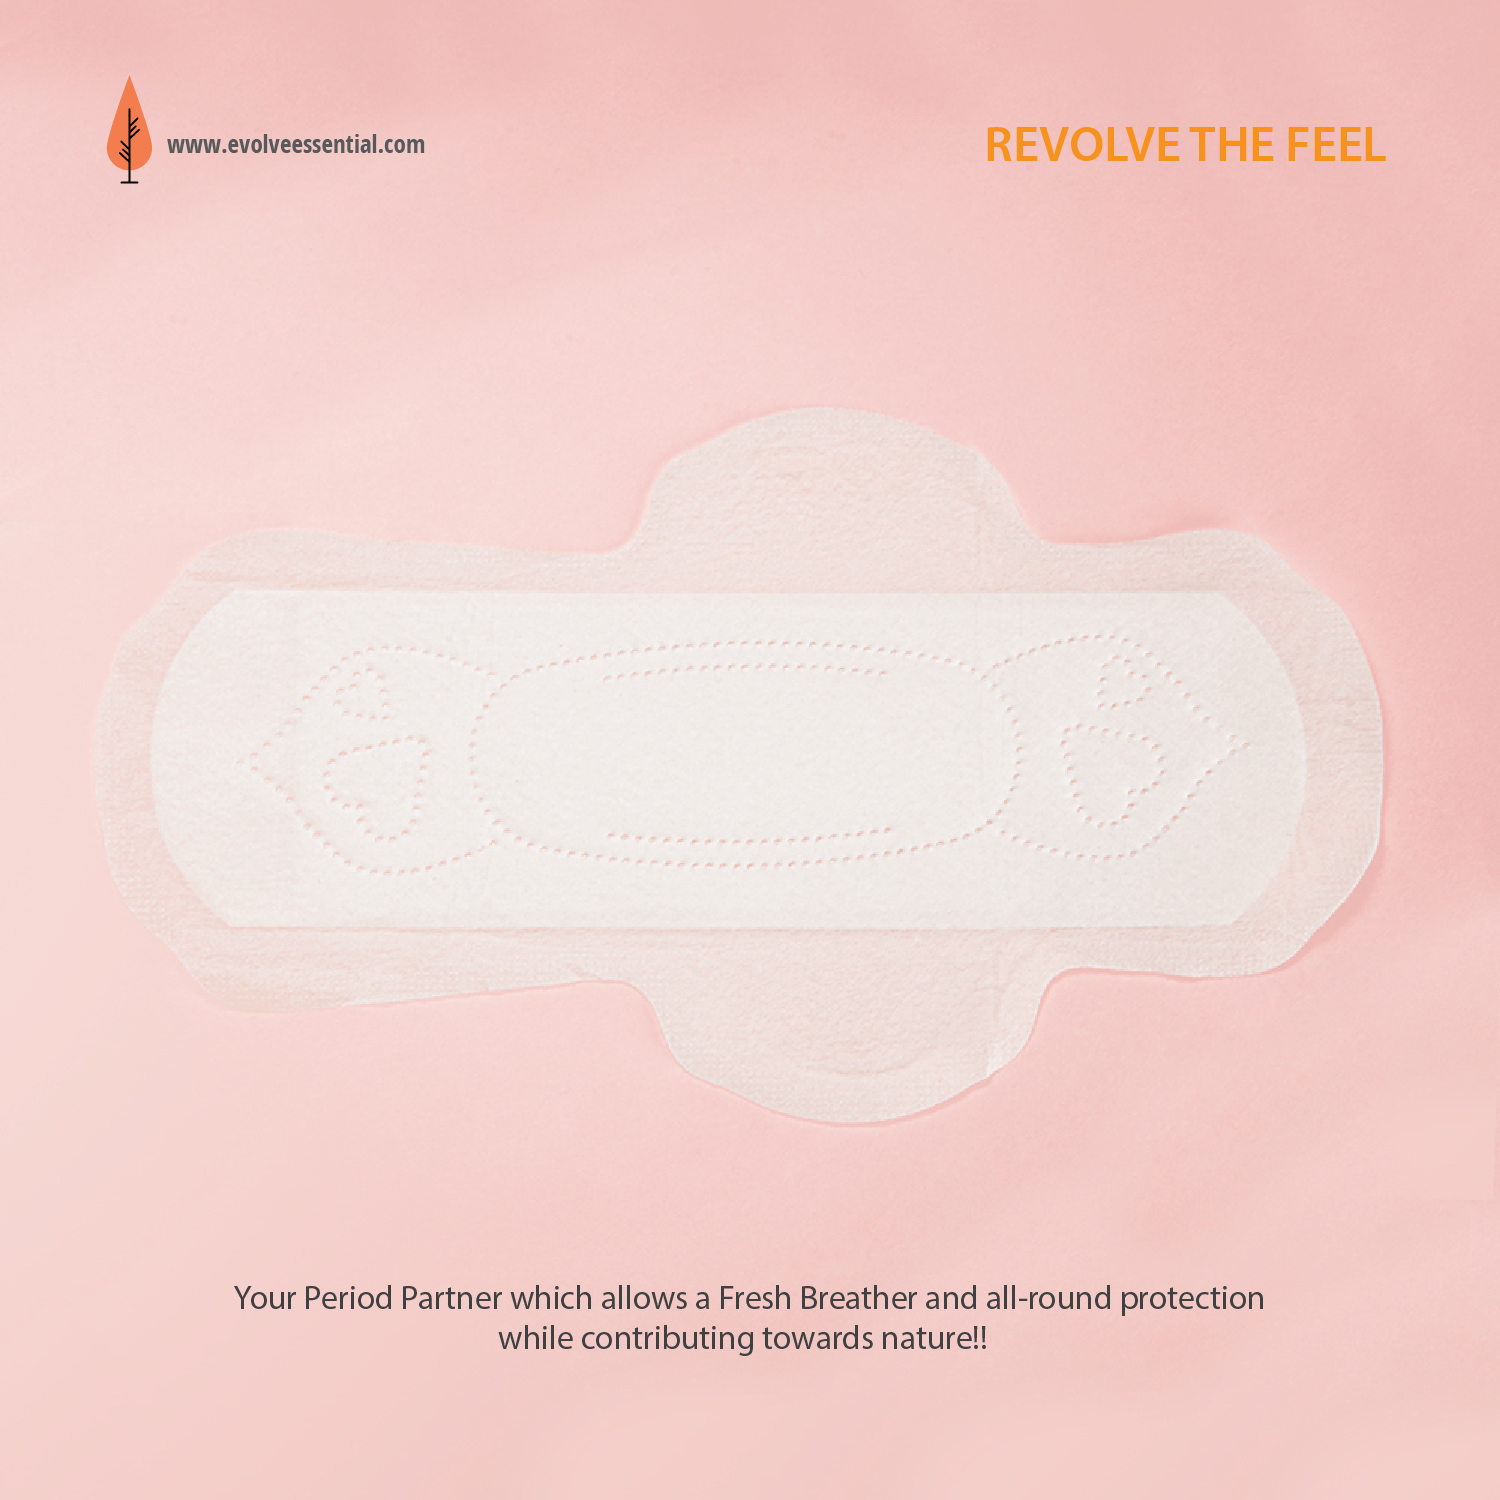 www.evolveessential.com
REVOLVE THE FEEL
Your Period Partner which allows a Fresh Breather and all-round protection
while contributing towards nature!!